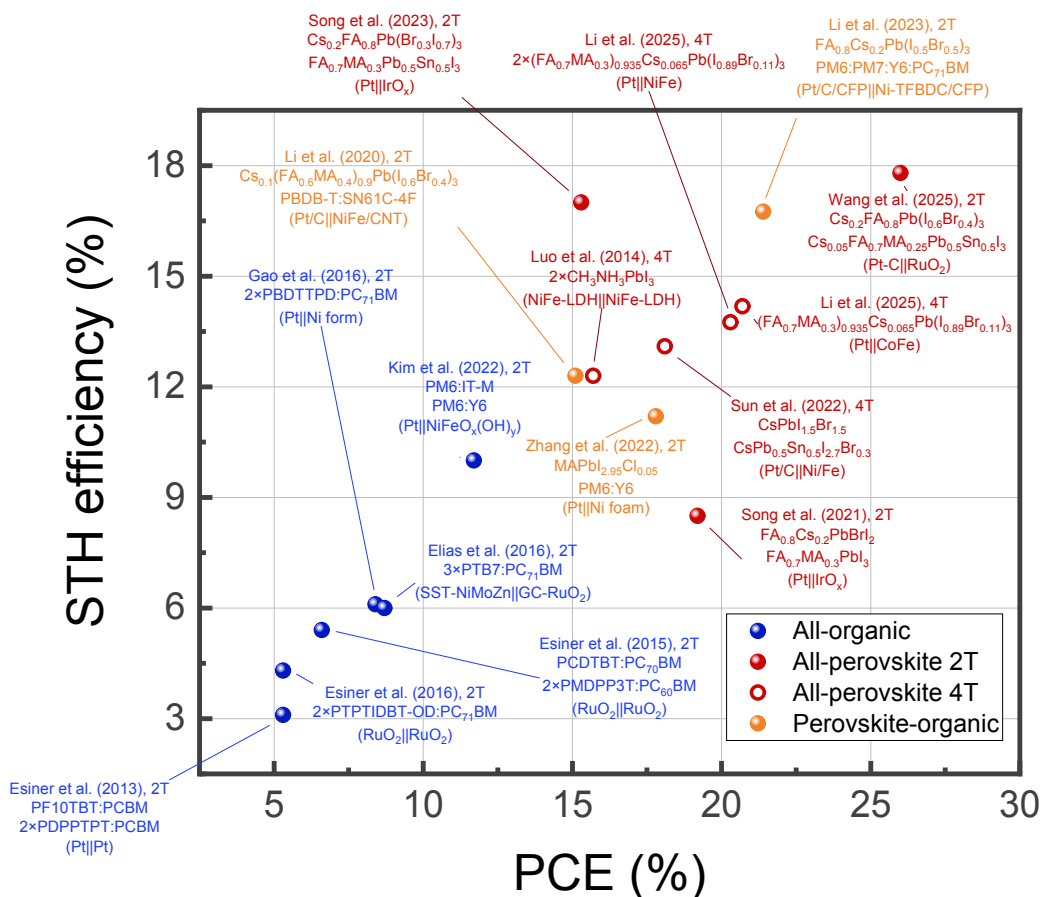 Song et al. (2023), 2T
Cs0.2FA0.8Pb(Br0.3I0.7)3
FA0.7MA0.3Pb0.5Sn0.5I3
(Pt||IrOx)
Li et al. (2025), 4T
2×(FA0.7MA0.3)0.935Cs0.065Pb(I0.89Br0.11)3
(Pt||NiFe)
Li et al. (2023), 2T
FA0.8Cs0.2Pb(I0.5Br0.5)3
PM6:PM7:Y6:PC71BM
(Pt/C/CFP||Ni-TFBDC/CFP)
Li et al. (2020), 2T
Cs0.1(FA0.6MA0.4)0.9Pb(I0.6Br0.4)3
PBDB-T:SN61C-4F
(Pt/C||NiFe/CNT)
Wang et al. (2025), 2T
Cs0.2FA0.8Pb(I0.6Br0.4)3
Cs0.05FA0.7MA0.25Pb0.5Sn0.5I3
(Pt-C||RuO2)
Gao et al. (2016), 2T
2×PBDTTPD:PC71BM
(Pt||Ni form)
Luo et al. (2014), 4T
2×CH3NH3PbI3
(NiFe-LDH||NiFe-LDH)
Li et al. (2025), 4T
(FA0.7MA0.3)0.935Cs0.065Pb(I0.89Br0.11)3
(Pt||CoFe)
Kim et al. (2022), 2T
PM6:IT-M
PM6:Y6
(Pt||NiFeOx(OH)y)
Sun et al. (2022), 4T
CsPbI1.5Br1.5
CsPb0.5Sn0.5I2.7Br0.3
(Pt/C||Ni/Fe)
Zhang et al. (2022), 2T
MAPbI2.95Cl0.05
PM6:Y6
(Pt||Ni foam)
Song et al. (2021), 2T
FA0.8Cs0.2PbBrI2
FA0.7MA0.3PbI3
(Pt||IrOx)
Elias et al. (2016), 2T
3×PTB7:PC71BM
(SST-NiMoZn||GC-RuO2)
Esiner et al. (2015), 2T
PCDTBT:PC70BM
2×PMDPP3T:PC60BM
(RuO2||RuO2)
Esiner et al. (2016), 2T
2×PTPTIDBT-OD:PC71BM
(RuO2||RuO2)
Esiner et al. (2013), 2T
PF10TBT:PCBM
2×PDPPTPT:PCBM
(Pt||Pt)
All-organic
All-perovskite 2T
All-perovskite 4T
Perovskite-organic
STH efficiency (%)
18
15
12
9
6
3
5
10
15
20
25
30
PCE (%)